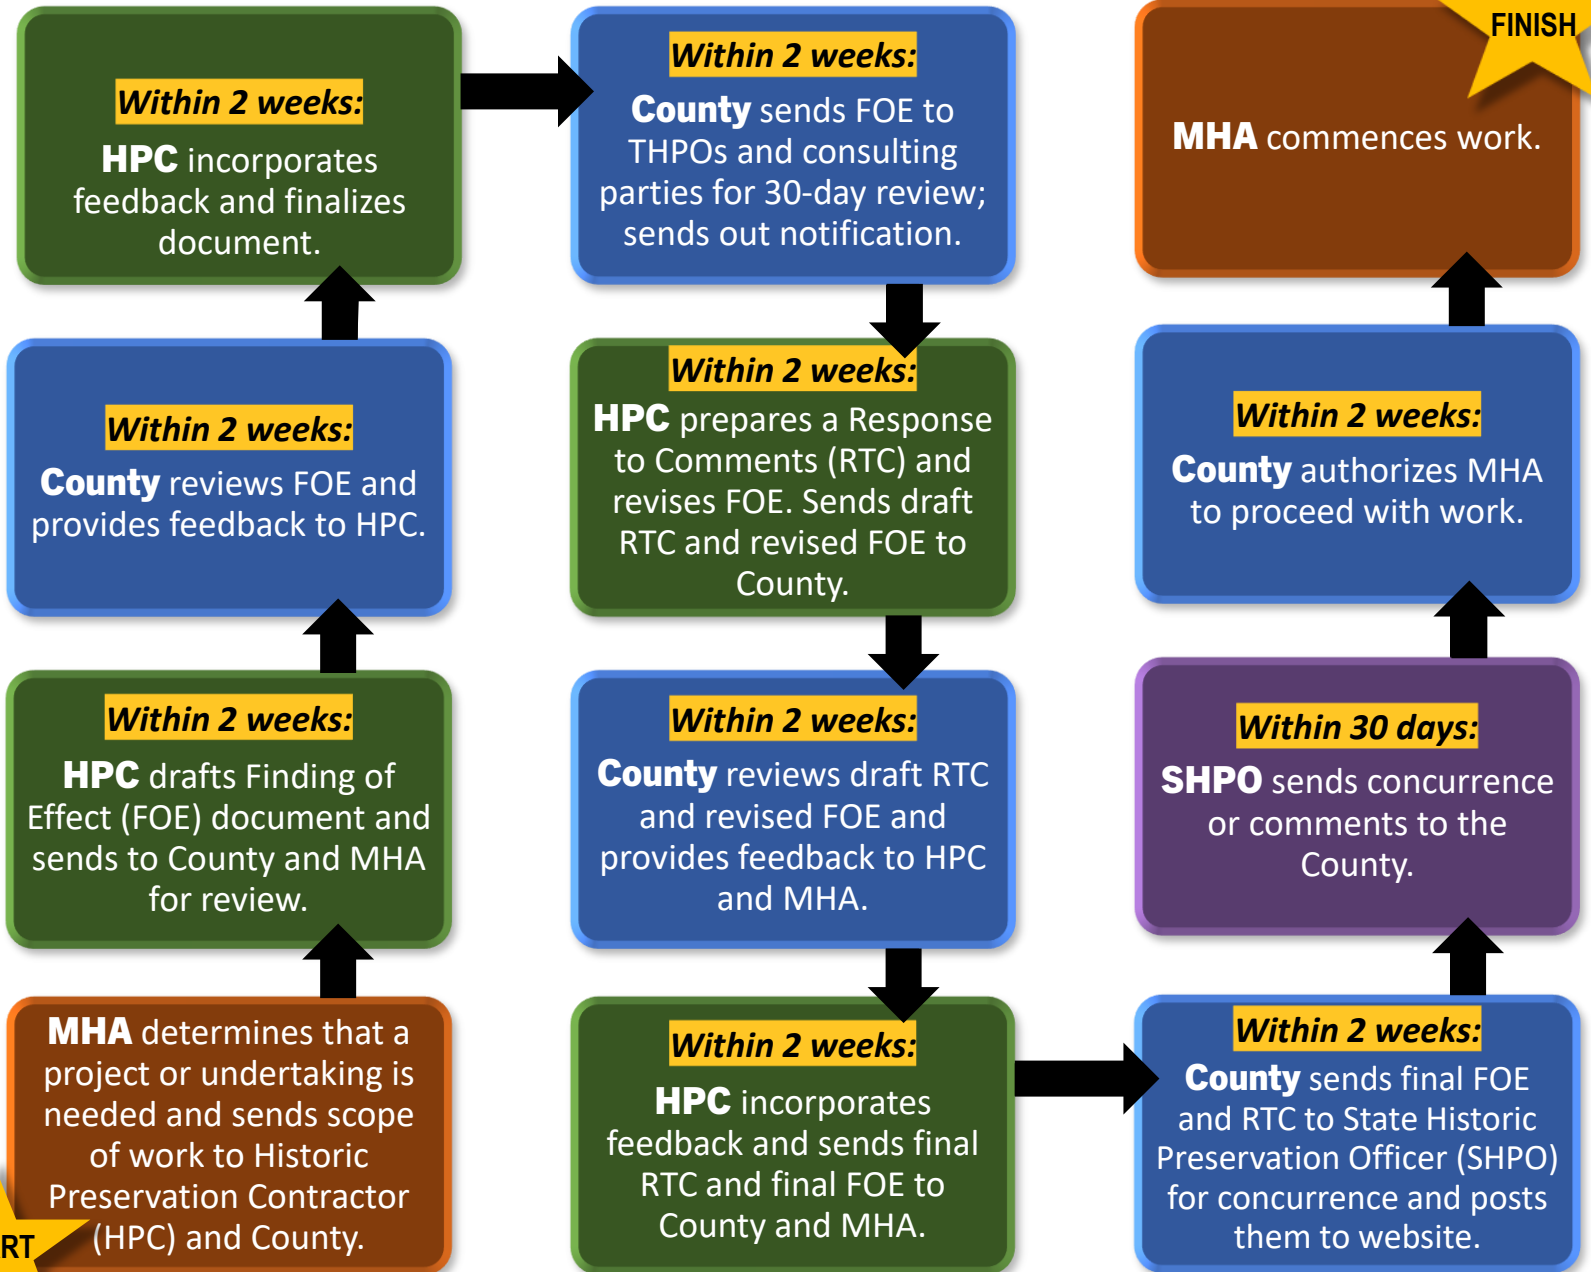 MHA determines that a
project or undertaking is
needed and sends scope
of work to Historic
Preservation Contractor
(HPC) and County.
Within 2 weeks:
HPC drafts Finding of
Effect (FOE) document and
sends to County and MHA
for review.
Within 2 weeks:
County reviews FOE and
provides feedback to HPC.
Within 2 weeks:
HPC incorporates
feedback and finalizes
document.
Within 2 weeks:
County sends FOE to
THPOs and consulting
parties for 30-day review;
sends out notification.
Within 2 weeks:
HPC prepares a Response
to Comments (RTC) and
revises FOE. Sends draft
RTC and revised FOE to
County.
Within 2 weeks:
County reviews draft RTC
and revised FOE and
provides feedback to HPC
and MHA.
Within 2 weeks:
HPC incorporates
feedback and sends final
RTC and final FOE to
County and MHA.
Within 2 weeks:
County sends final FOE
and RTC to State Historic
Preservation Officer (SHPO)
for concurrence and posts
them to website.
Within 30 days:
SHPO sends concurrence
or comments to the
County.
Within 2 weeks:
County authorizes MHA
to proceed with work.
MHA commences work.
FINISH